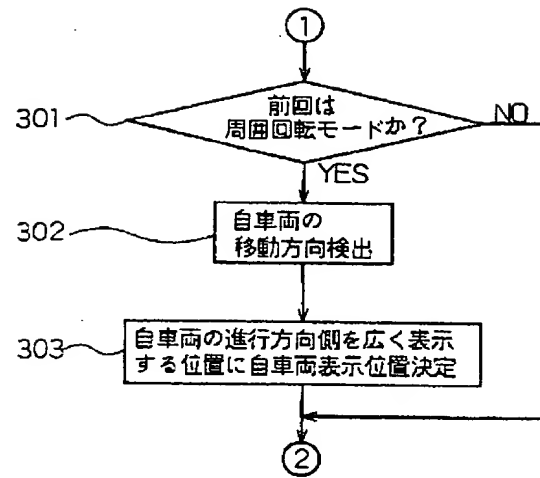 ①
301
前回は
周囲回転モードか?
NO
YES
302
自車両の
移動方向検出
303
自車両の進行方向側を広く表示
する位置に自車両表示位置決定
②